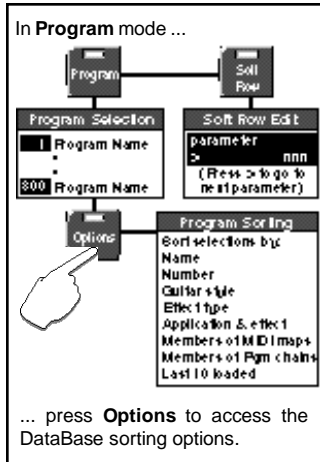 In Program mode ...
Program
Soft Row
Program Selection
1 Program Name
800 Program Name
Soft Row Edit
parameter
> nnn
(Press > to go to
next parameter)
Options
Program Sorting
Sort selections by:
Name
Number
Guitar style
Effect type
Application & effect
Members of MIDI maps
Members of Pgm chains
Last 10 loaded
... press Options to access the
DataBase sorting options.